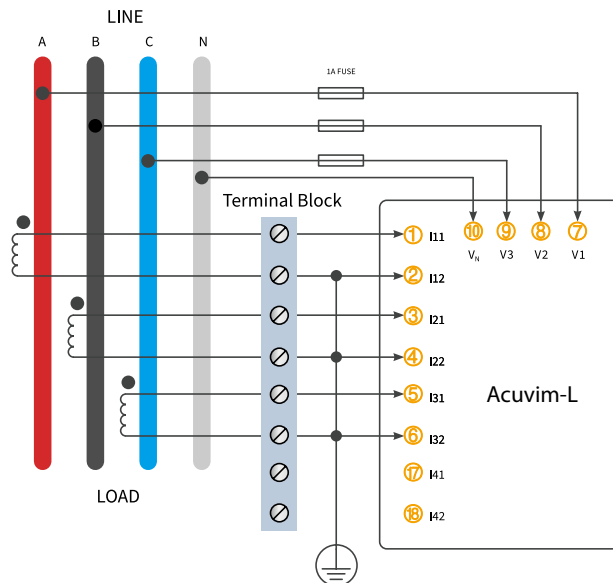 LINE
A B C N
1A FUSE
Terminal Block
① I11
⑩ ⑨ ⑧ ⑦
VN V3 V2 V1
② I12
③ I21
④ I22
⑤ I31
Acuvim-L
⑥ I32
⑰ I41
LOAD
⑱ I42